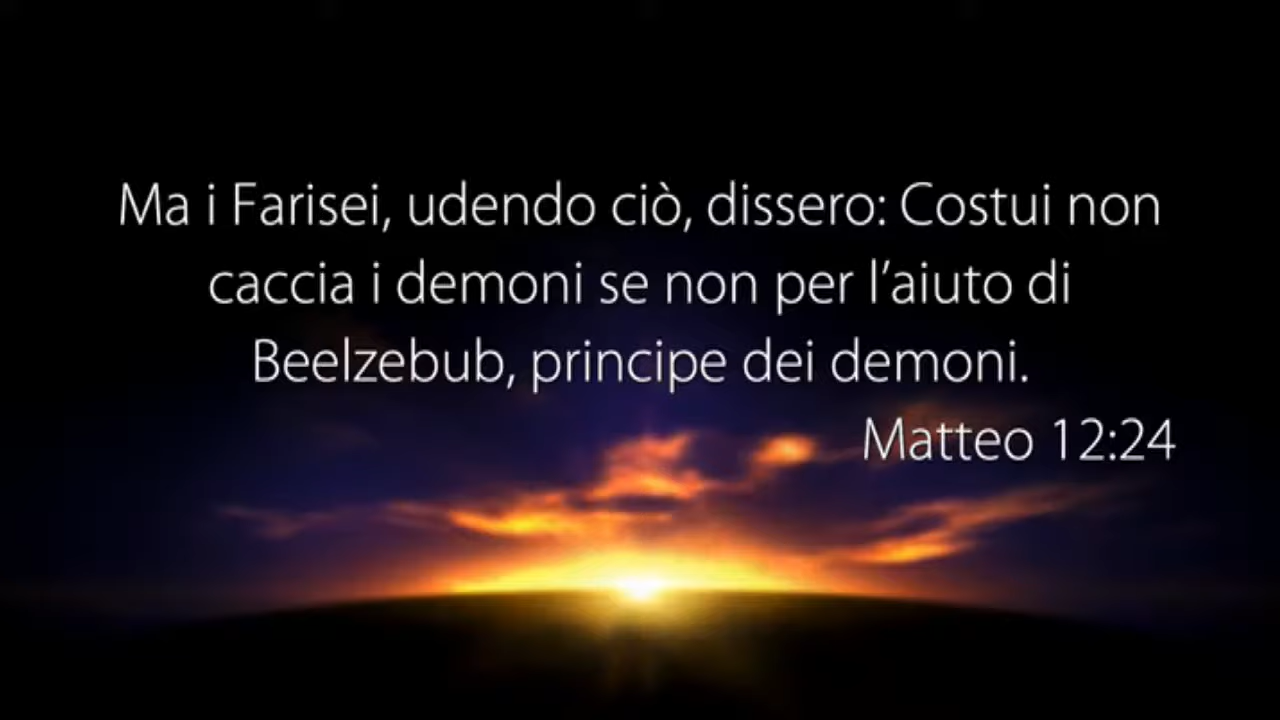 Ma i Farisei, udendo ciò, dissero: Costui non
caccia i demoni se non per l’aiuto di
Beelzebub, principe dei demoni.
Matteo 12:24